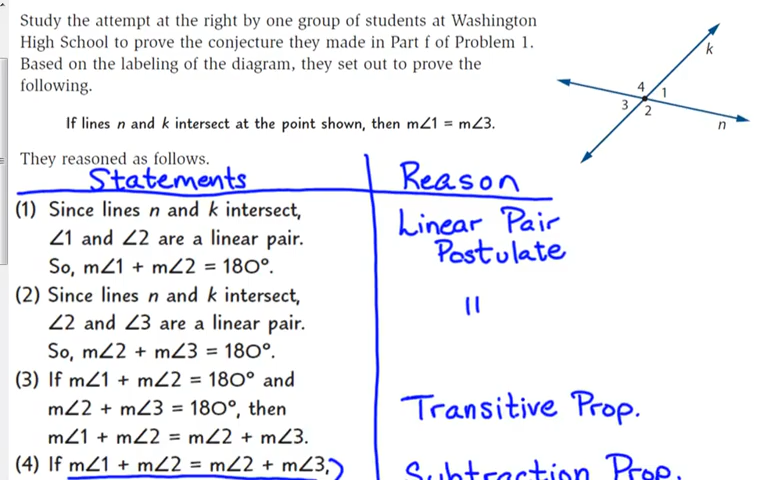 Study the attempt at the right by one group of students at Washington
High School to prove the conjecture they made in Part f of Problem 1.
Based on the labeling of the diagram, they set out to prove the
following.
If lines n and k intersect at the point shown, then m∠1 = m∠3.
They reasoned as follows.
k
4
1
3
2
n
Statements
Reason
(1) Since lines n and k intersect,
∠1 and ∠2 are a linear pair.
So, m∠1 + m∠2 = 180°.
Linear Pair
Postulate
(2) Since lines n and k intersect,
∠2 and ∠3 are a linear pair.
So, m∠2 + m∠3 = 180°.
"
(3) If m∠1 + m∠2 = 180° and
m∠2 + m∠3 = 180°, then
m∠1 + m∠2 = m∠2 + m∠3.
Transitive Prop.
(4) If m∠1 + m∠2 = m∠2 + m∠3,
Subtraction Prop.